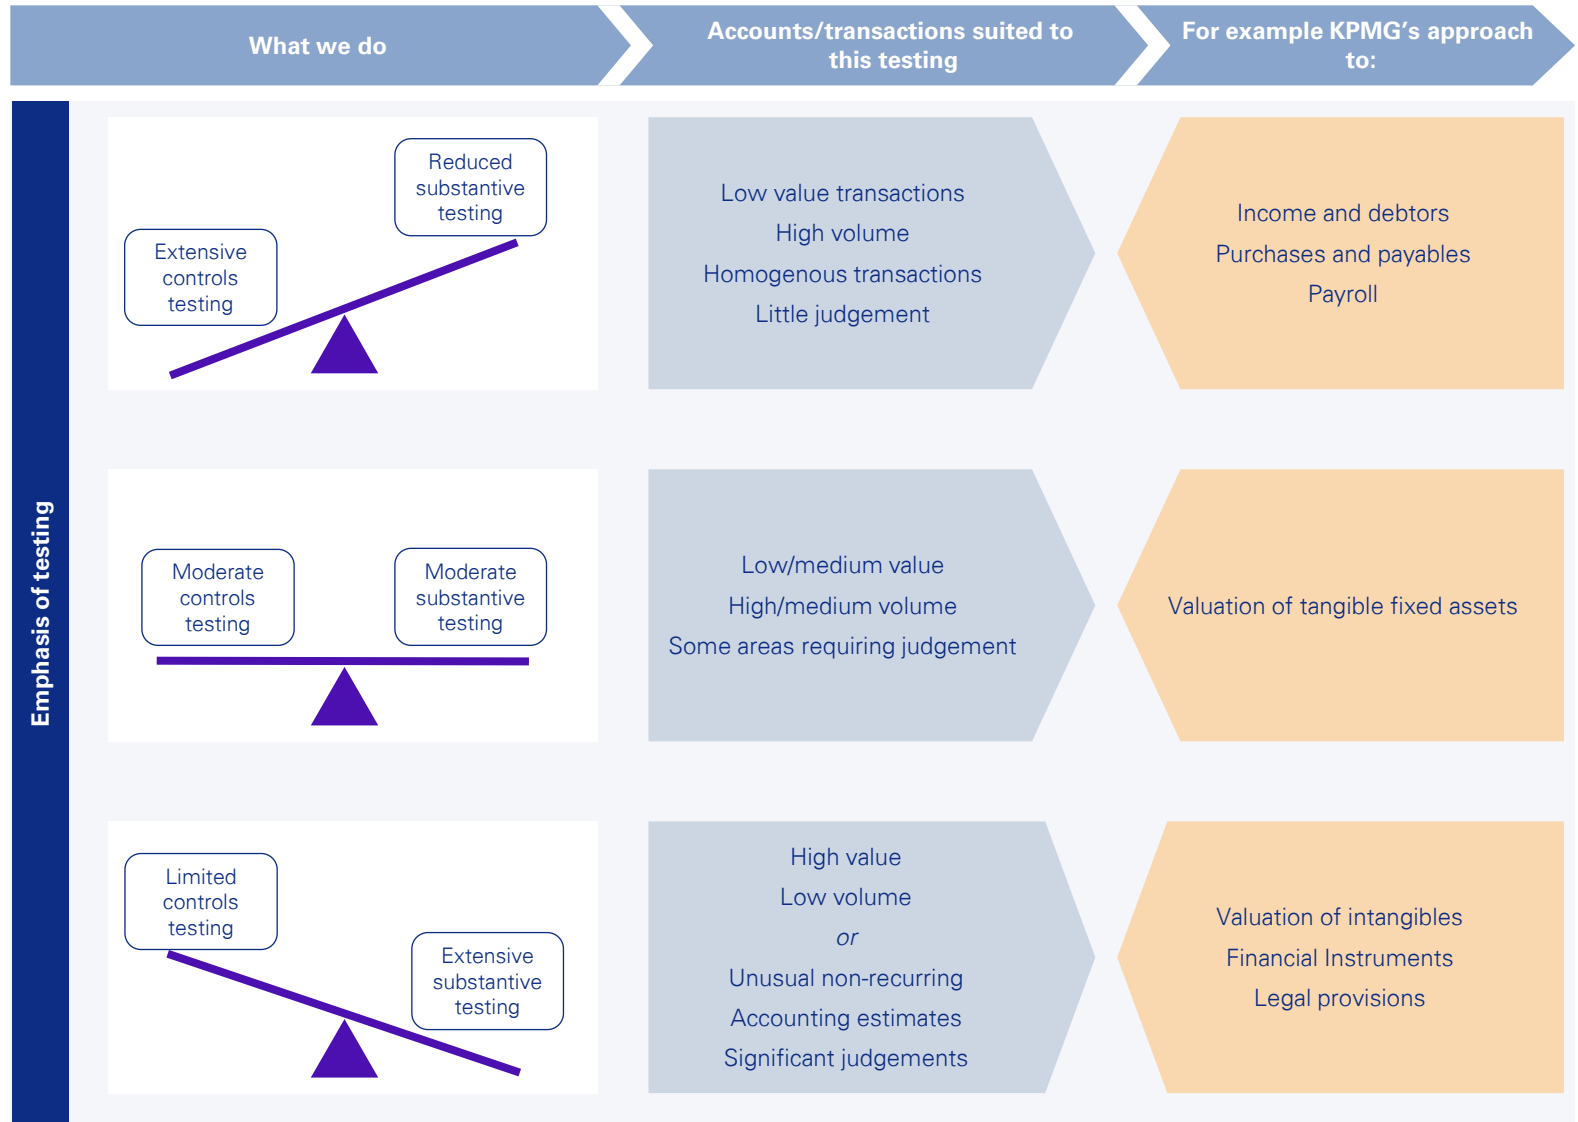 What we do
Accounts/transactions suited to
this testing
For example KPMG's approach
to:
Emphasis of testing
Extensive
controls
testing
Reduced
substantive
testing
Low value transactions
High volume
Homogenous transactions
Little judgement
Income and debtors
Purchases and payables
Payroll
Moderate
controls
testing
Moderate
substantive
testing
Low/medium value
High/medium volume
Some areas requiring judgement
Valuation of tangible fixed assets
Limited
controls
testing
Extensive
substantive
testing
High value
Low volume
or
Unusual non-recurring
Accounting estimates
Significant judgements
Valuation of intangibles
Financial Instruments
Legal provisions